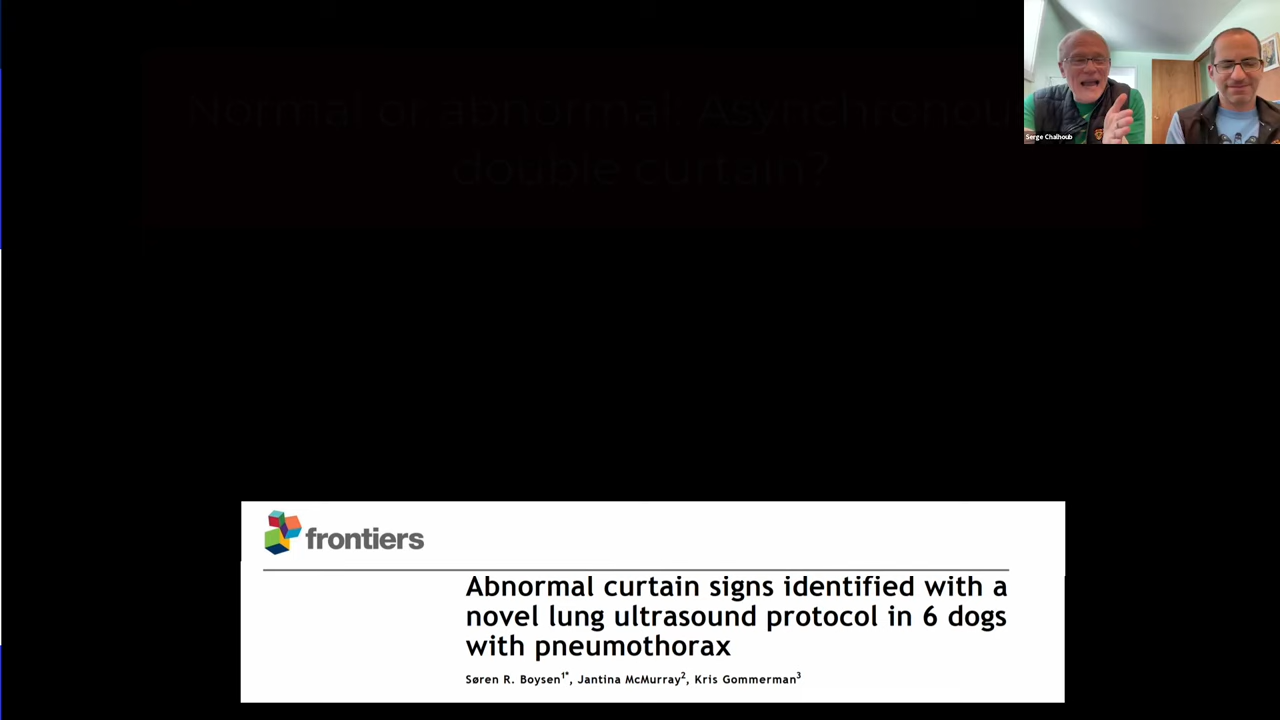 Normal or abnormal: Asynchronous
double curtain?
Serge Chalhoub
frontiers
Abnormal curtain signs identified with a
novel lung ultrasound protocol in 6 dogs
with pneumothorax
Søren R. Boysen1*, Jantina McMurray2, Kris Gommerman3